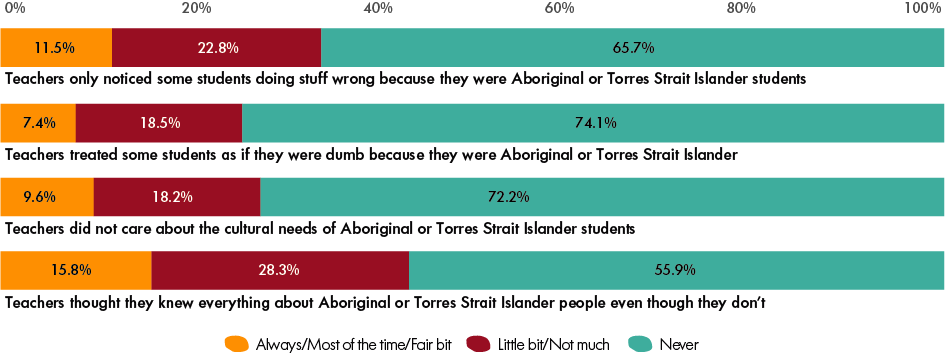 0% 20% 40% 60% 80% 100%
11.5% 22.8% 65.7%
Teachers only noticed some students doing stuff wrong because they were Aboriginal or Torres Strait Islander students
7.4% 18.5% 74.1%
Teachers treated some students as if they were dumb because they were Aboriginal or Torres Strait Islander
9.6% 18.2% 72.2%
Teachers did not care about the cultural needs of Aboriginal or Torres Strait Islander students
15.8% 28.3% 55.9%
Teachers thought they knew everything about Aboriginal or Torres Strait Islander people even though they don’t
Always/Most of the time/Fair bit Little bit/Not much Never